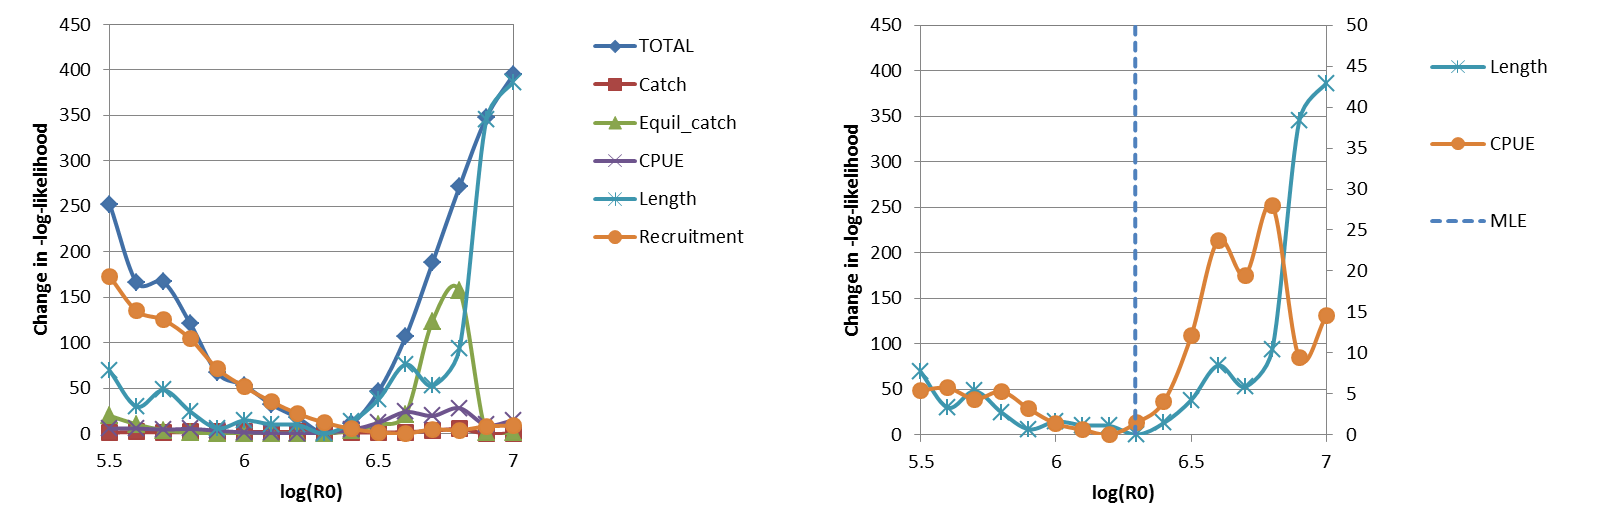 450
400
350
300
250
200
150
100
50
0
5.5 6 6.5 7
Change in -log-likelihood
log(R0)
TOTAL
Catch
Equil_catch
CPUE
Length
Recruitment
450
400
350
300
250
200
150
100
50
0
50
45
40
35
30
25
20
15
10
5
0
5.5 6 6.5 7
Change in -log-likelihood
log(R0)
Length
CPUE
MLE